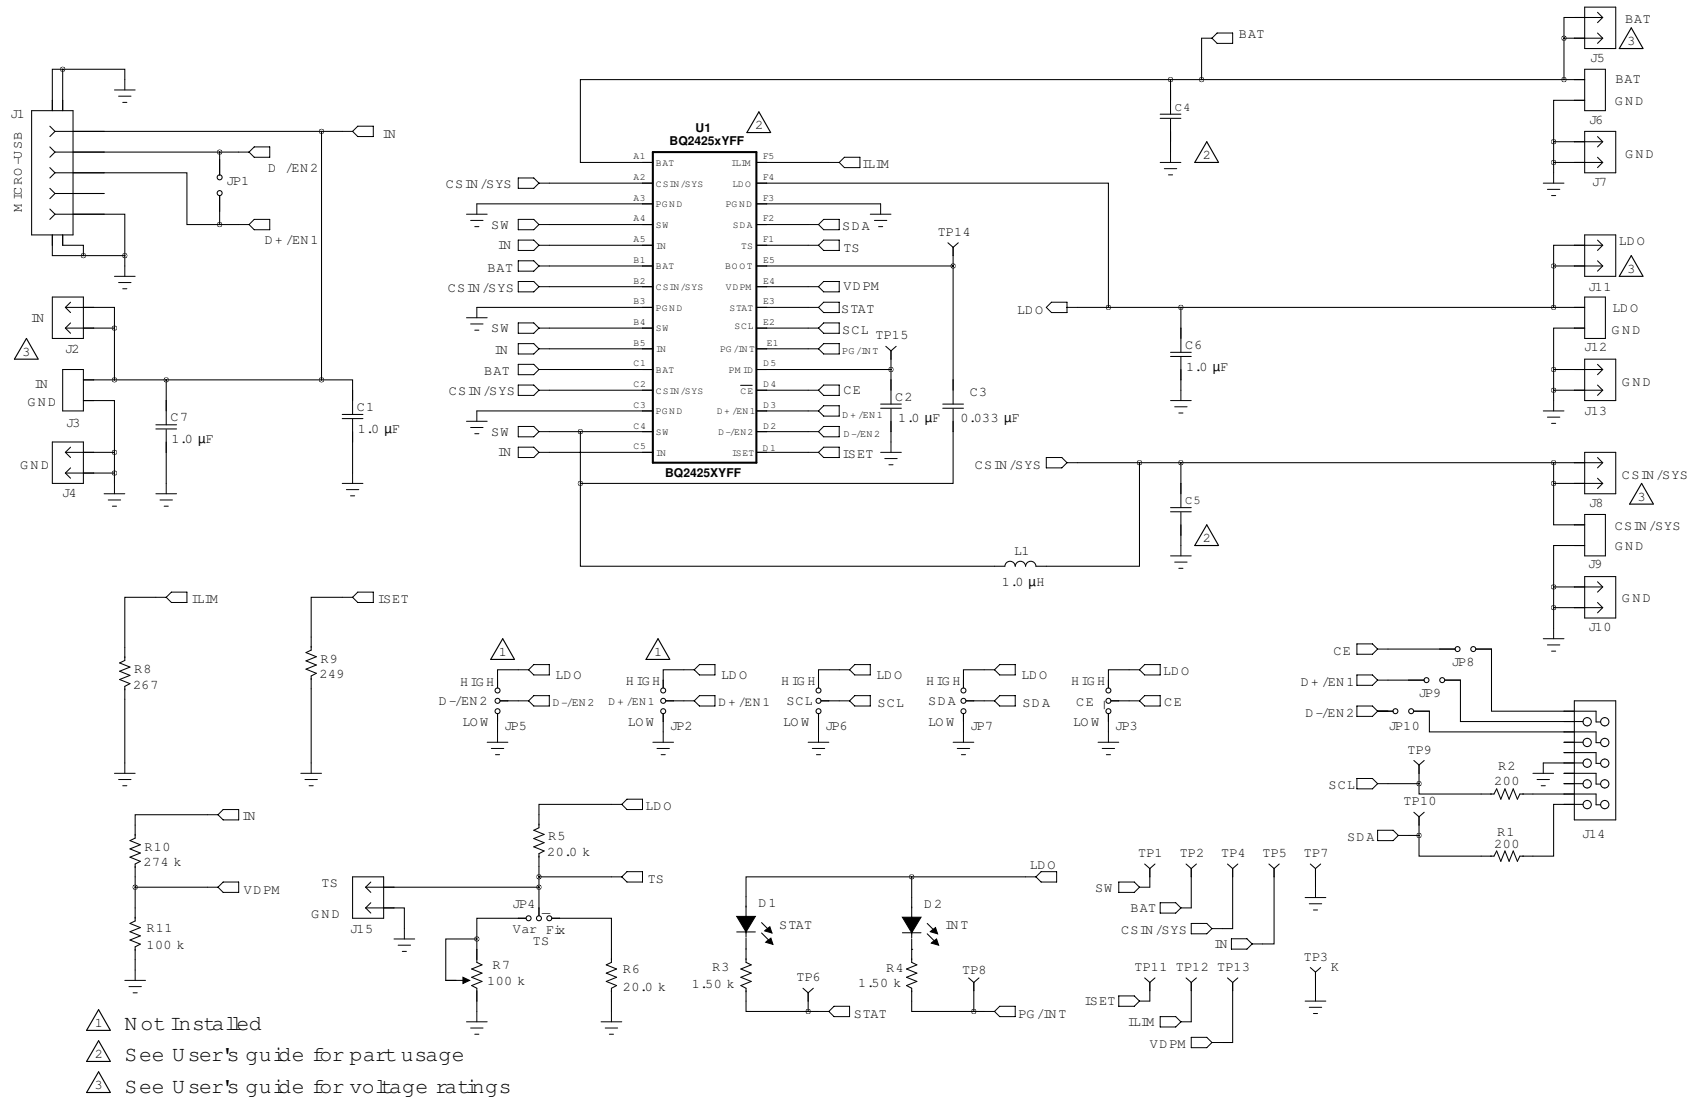 J1
MICRO-USB
IN
D /EN2
JP1
D+/EN1
IN
J2
3
IN
GND
J3
GND
J4
C7
1.0 µF
C1
1.0 µF
U1
BQ2425xYFF
2
A1 BAT
A2 CSIN/SYS
A3 PGND
A4 SW
A5 IN
B1 BAT
B2 CSIN/SYS
B3 PGND
B4 SW
B5 IN
C1 BAT
C2 CSIN/SYS
C3 PGND
C4 SW
C5 IN
ILIM F5
LDO F4
PGND F3
SDA F2
TS F1
BOOT E5
VDPM E4
STAT E3
SCL E2
PG/INT E1
PMID D5
CE D4
D+/EN1 D3
D-/EN2 D2
ISET D1
BQ2425XYFF
CSIN/SYS
SW
IN
BAT
CSIN/SYS
SW
IN
BAT
CSIN/SYS
SW
IN
ILIM
SDA
TS
VDPM
STAT
SCL
PG/INT
CE
D+/EN1
D-/EN2
ISET
TP14
TP15
C2
1.0 µF
C3
0.033 µF
L1
1.0 µH
BAT
C4
2
BAT
3
J5
BAT
GND
J6
GND
J7
LDO
C6
1.0 µF
LDO
3
J11
LDO
GND
J12
GND
J13
CSIN/SYS
C5
2
CSIN/SYS
3
J8
CSIN/SYS
GND
J9
GND
J10
ILIM
R8
267
ISET
R9
249
1
HIGH
LDO
D-/EN2
D-/EN2
LOW
JP5
1
HIGH
LDO
D+/EN1
D+/EN1
LOW
JP2
HIGH
LDO
SCL
SCL
LOW
JP6
HIGH
LDO
SDA
SDA
LOW
JP7
HIGH
LDO
CE
CE
LOW
JP3
CE
JP8
D+/EN1
JP9
D-/EN2
JP10
TP9
SCL
R2
200
TP10
SDA
R1
200
J14
IN
R10
274 k
VDPM
R11
100 k
LDO
R5
20.0 k
TS
TS
GND
J15
JP4
Var Fix
TS
R7
100 k
R6
20.0 k
LDO
D1
STAT
R3
1.50 k
TP6
STAT
D2
INT
R4
1.50 k
TP8
PG/INT
TP1
TP2
TP4
TP5
TP7
SW
BAT
CSIN/SYS
IN
TP11
TP12
TP13
TP3
K
ISET
ILIM
VDPM
1 Not Installed
2 See User's guide for part usage
3 See User's guide for voltage ratings